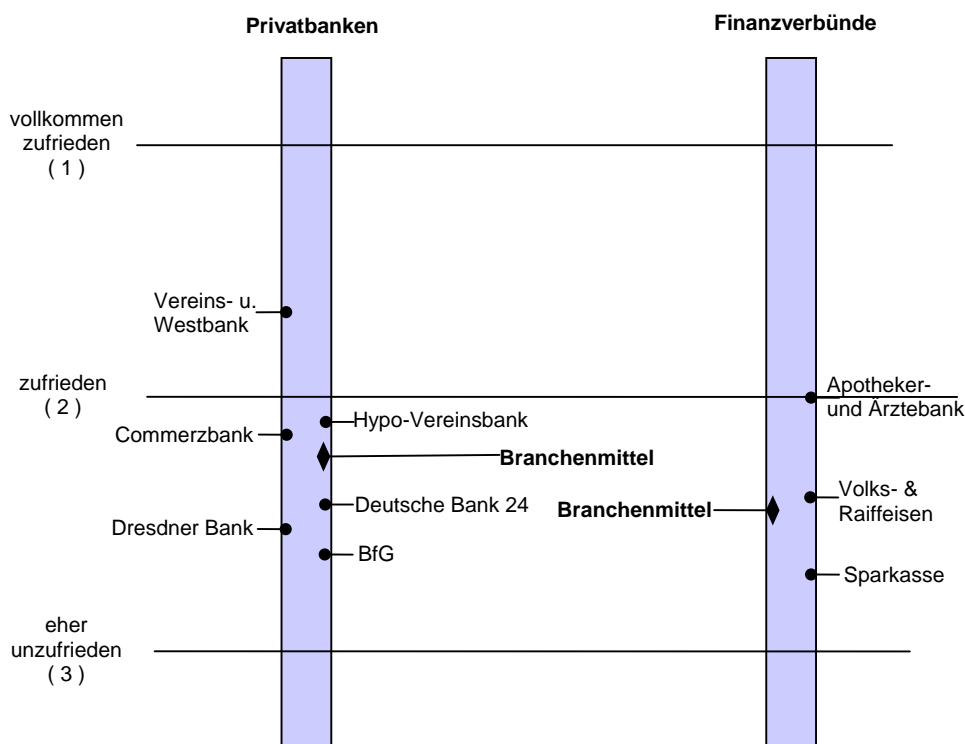 Privatbanken
Finanzverbünde
vollkommen
zufrieden
( 1 )
Vereins- u.
Westbank
zufrieden
( 2 )
Apotheker-
und Ärztebank
Hypo-Vereinsbank
Commerzbank
Branchenmittel
Deutsche Bank 24
Volks- &
Raiffeisen
Branchenmittel
Dresdner Bank
BfG
Sparkasse
eher
unzufrieden
( 3 )